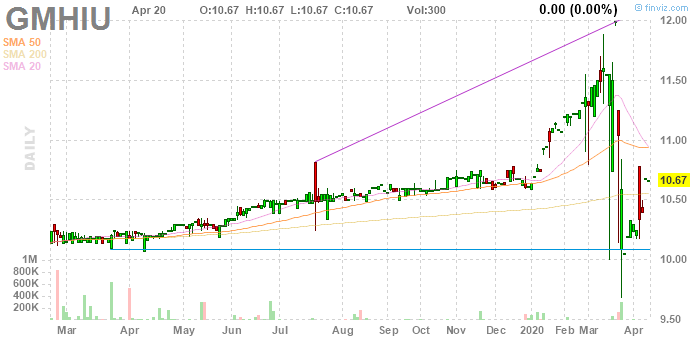 GMHIU Apr 20 O:10.67 H:10.67 L:10.67 C:10.67 Vol:300 0.00 (0.00%) © finviz.com
SMA 50
SMA 200
SMA 20
DAILY
12.00
11.50
11.00
10.67
10.50
10.00
9.50
1M
800K
600K
400K
200K
Mar Apr May Jun Jul Aug Sep Oct Nov Dec 2020 Feb Mar Apr